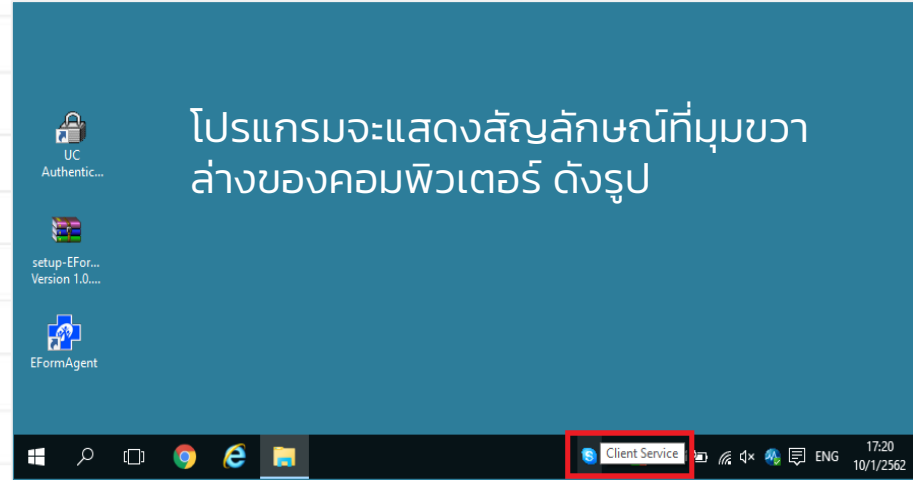 โปรแกรมจะแสดงสัญลักษณ์ที่มุมขวา
ล่างของคอมพิวเตอร์ ดังรูป
UC
Authentic...
setup-EFor...
Version 1.0....
EFormAgent
Client Service
ENG
17:20
10/1/2562